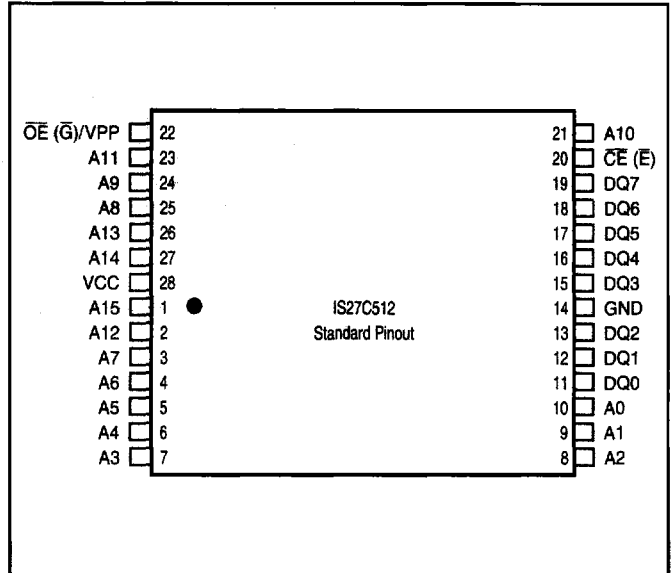 O̅E̅ (G̅)/VPP 22 21 A10
A11 23 20 C̅E̅ (E̅)
A9 24 19 DQ7
A8 25 18 DQ6
A13 26 17 DQ5
A14 27 16 DQ4
VCC 28 15 DQ3
A15 1 IS27C512 14 GND
A12 2 Standard Pinout 13 DQ2
A7 3 12 DQ1
A6 4 11 DQ0
A5 5 10 A0
A4 6 9 A1
A3 7 8 A2